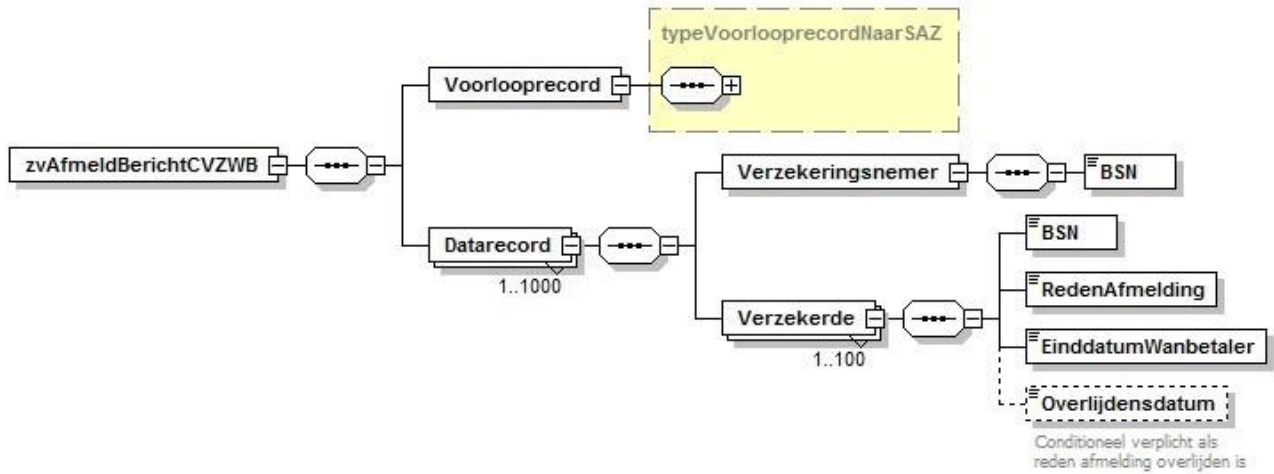 typeVoorlooprecordNaarSAZ
Voorlooprecord
zvAfmeldBerichtCVZWB
Verzekeringsnemer
BSN
Datarecord
1..1000
BSN
RedenAfmelding
Verzekerde
1..100
EinddatumWanbetaler
Overlijdensdatum
Conditioneel verplicht als
reden afmelding overlijden is